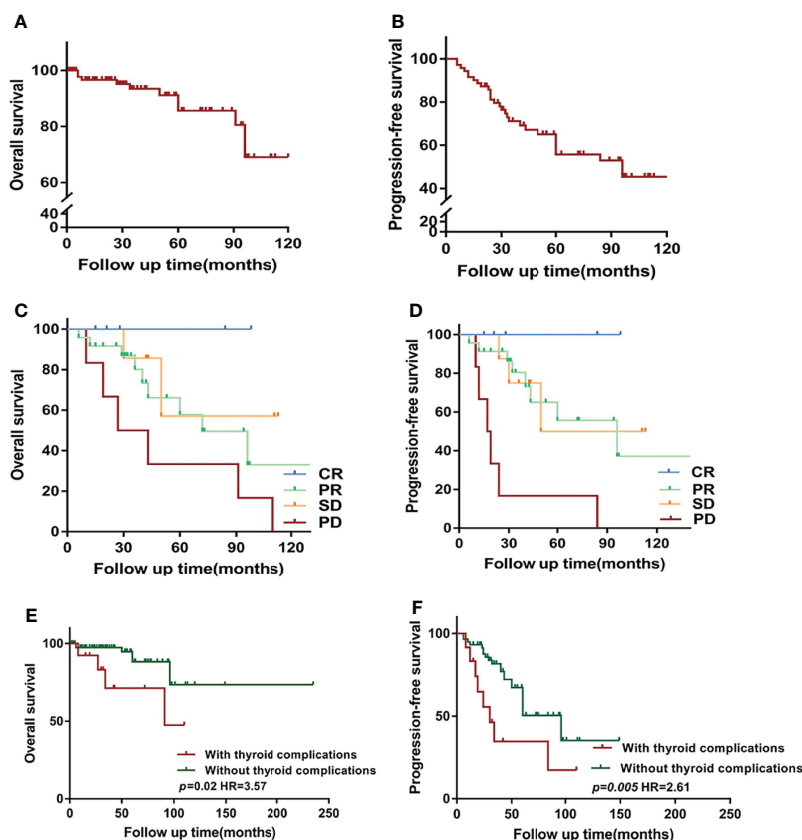 A
Overall survival
100
80
60
40
0
0 30 60 90 120
Follow up time(months)
B
Progression-free survival
100
80
60
40
20
0
0 30 60 90 120
Follow up time(months)
C
Overall survival
100
80
60
40
20
0
CR
PR
SD
PD
0 30 60 90 120
Follow up time(months)
D
Progression-free survival
100
80
60
40
20
0
CR
PR
SD
PD
0 30 60 90 120
Follow up time(months)
E
Overall survival
100
50
0
With thyroid complications
Without thyroid complications
p=0.02 HR=3.57
0 50 100 150 200 250
Follow up time(months)
F
Progression-free survival
100
50
0
With thyroid complications
Without thyroid complications
p=0.005 HR=2.61
0 50 100 150 200 250
Follow up time(months)